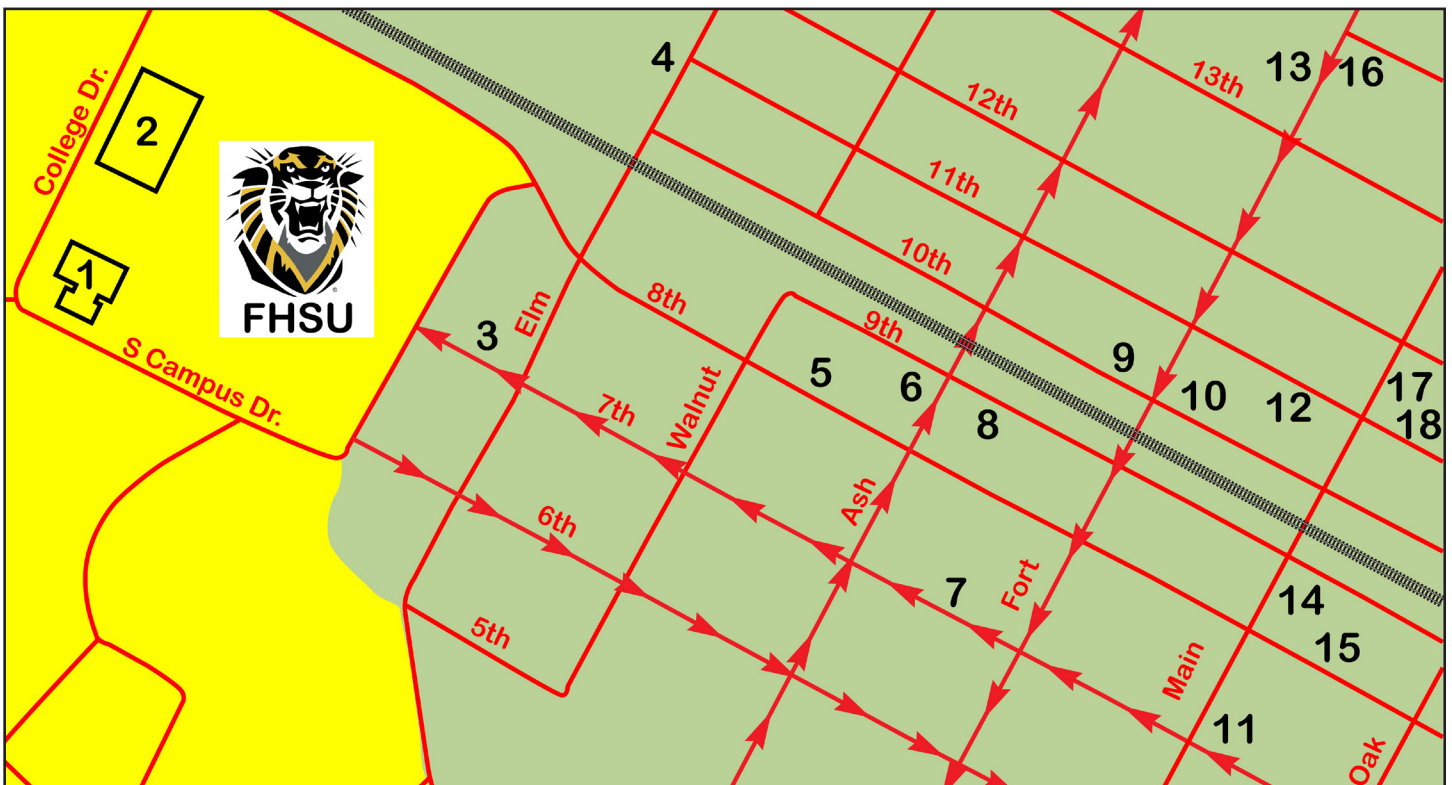 4
13
16
13th
College Dr.
2
12th
11th
10th
1
FHSU
Elm
8th
9th
3
S Campus Dr.
5
6
9
10
12
17
18
8
7th
Walnut
Ash
6th
7
Fort
14
15
5th
Main
11
Oak